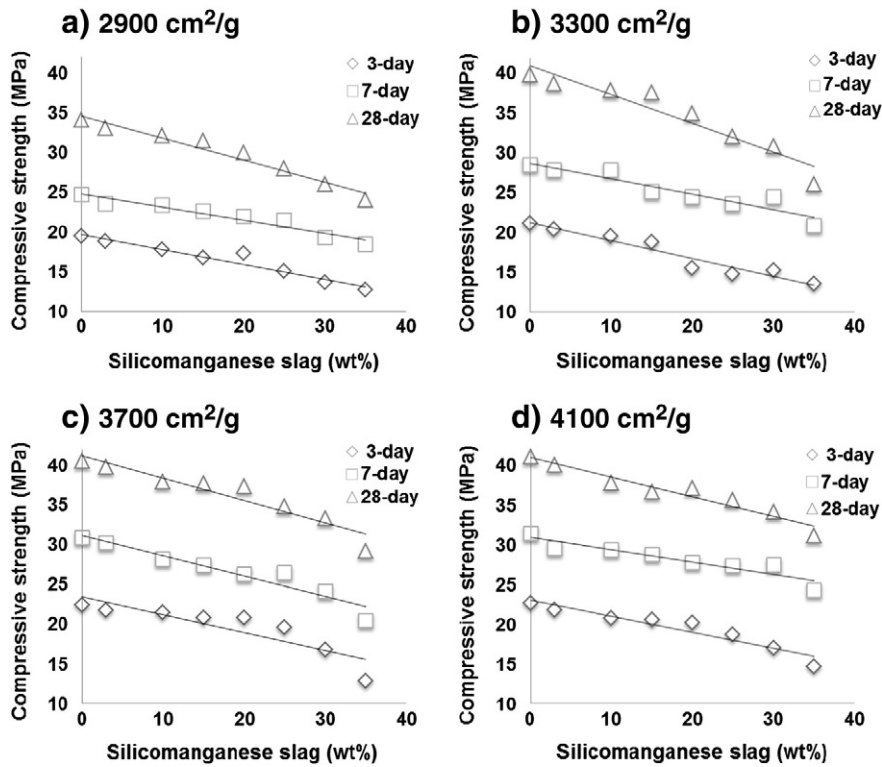 a) 2900 cm²/g
Compressive strength (MPa)
40
35
30
25
20
15
10
0 10 20 30 40
Silicomanganese slag (wt%)
3-day
7-day
28-day
b) 3300 cm²/g
Compressive strength (MPa)
40
35
30
25
20
15
10
0 10 20 30 40
Silicomanganese slag (wt%)
3-day
7-day
28-day
c) 3700 cm²/g
Compressive strength (MPa)
40
35
30
25
20
15
10
0 10 20 30 40
Silicomanganese slag (wt%)
3-day
7-day
28-day
d) 4100 cm²/g
Compressive strength (MPa)
40
35
30
25
20
15
10
0 10 20 30 40
Silicomanganese slag (wt%)
3-day
7-day
28-day